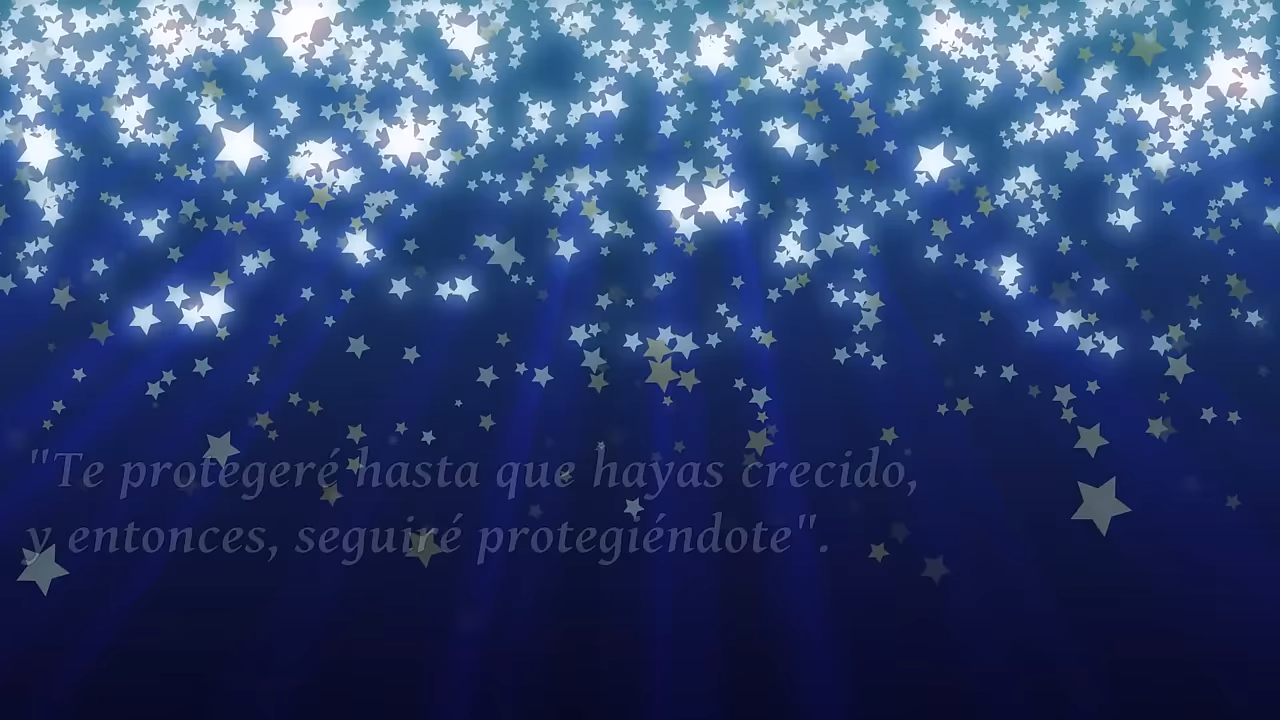 "Te protegeré hasta que hayas crecido,
y entonces, seguiré protegiéndote".